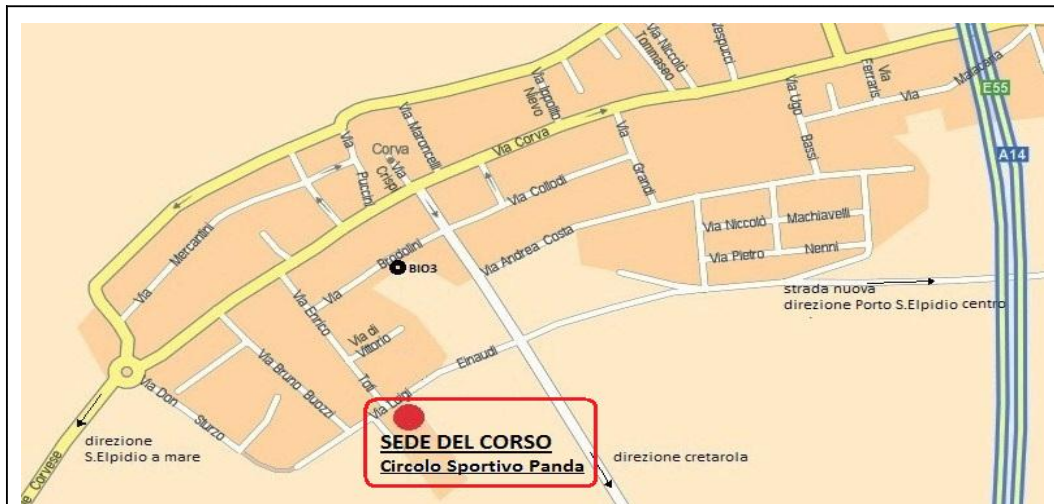 Via Niccolò
Tommaseo
Vespucci
Via
Ferraris
Via Macerata
E55
A14
Via Ippolito
Nievo
Via Ugo
Bassi
Via Maroncelli
Via Corva
Via
Puccini
Corva
Via
Crispi
Via
Grandi
Via Collodi
Via Mercantini
Via Niccolò Machiavelli
Via Pietro Nenni
Via Andrea Costa
Via Brodolini
BIO3
strada nuova
direzione Porto S.Elpidio centro
Via Enrico
Toti
Via di
Vittorio
Via Luigi Einaudi
Via Bruno Buozzi
Via Don Sturzo
direzione
S.Elpidio a mare
Corvese
SEDE DEL CORSO
Circolo Sportivo Panda
direzione cretarola